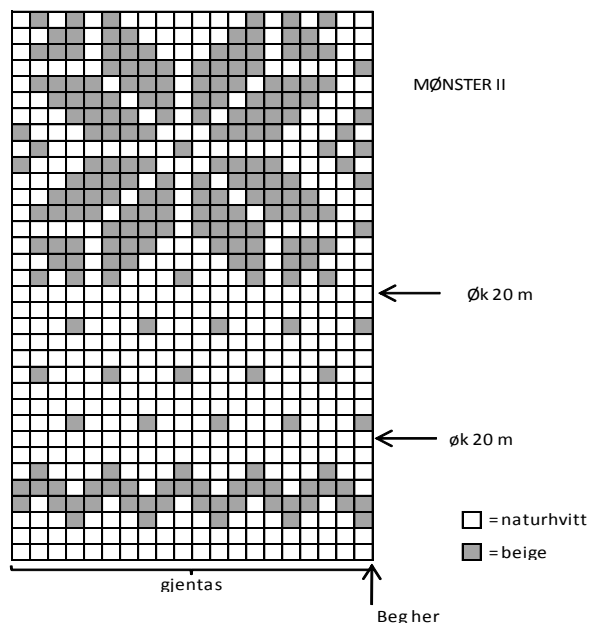 MØNSTER II
Øk 20 m
øk 20 m
= naturhvitt
= beige
gjentas
Beg her